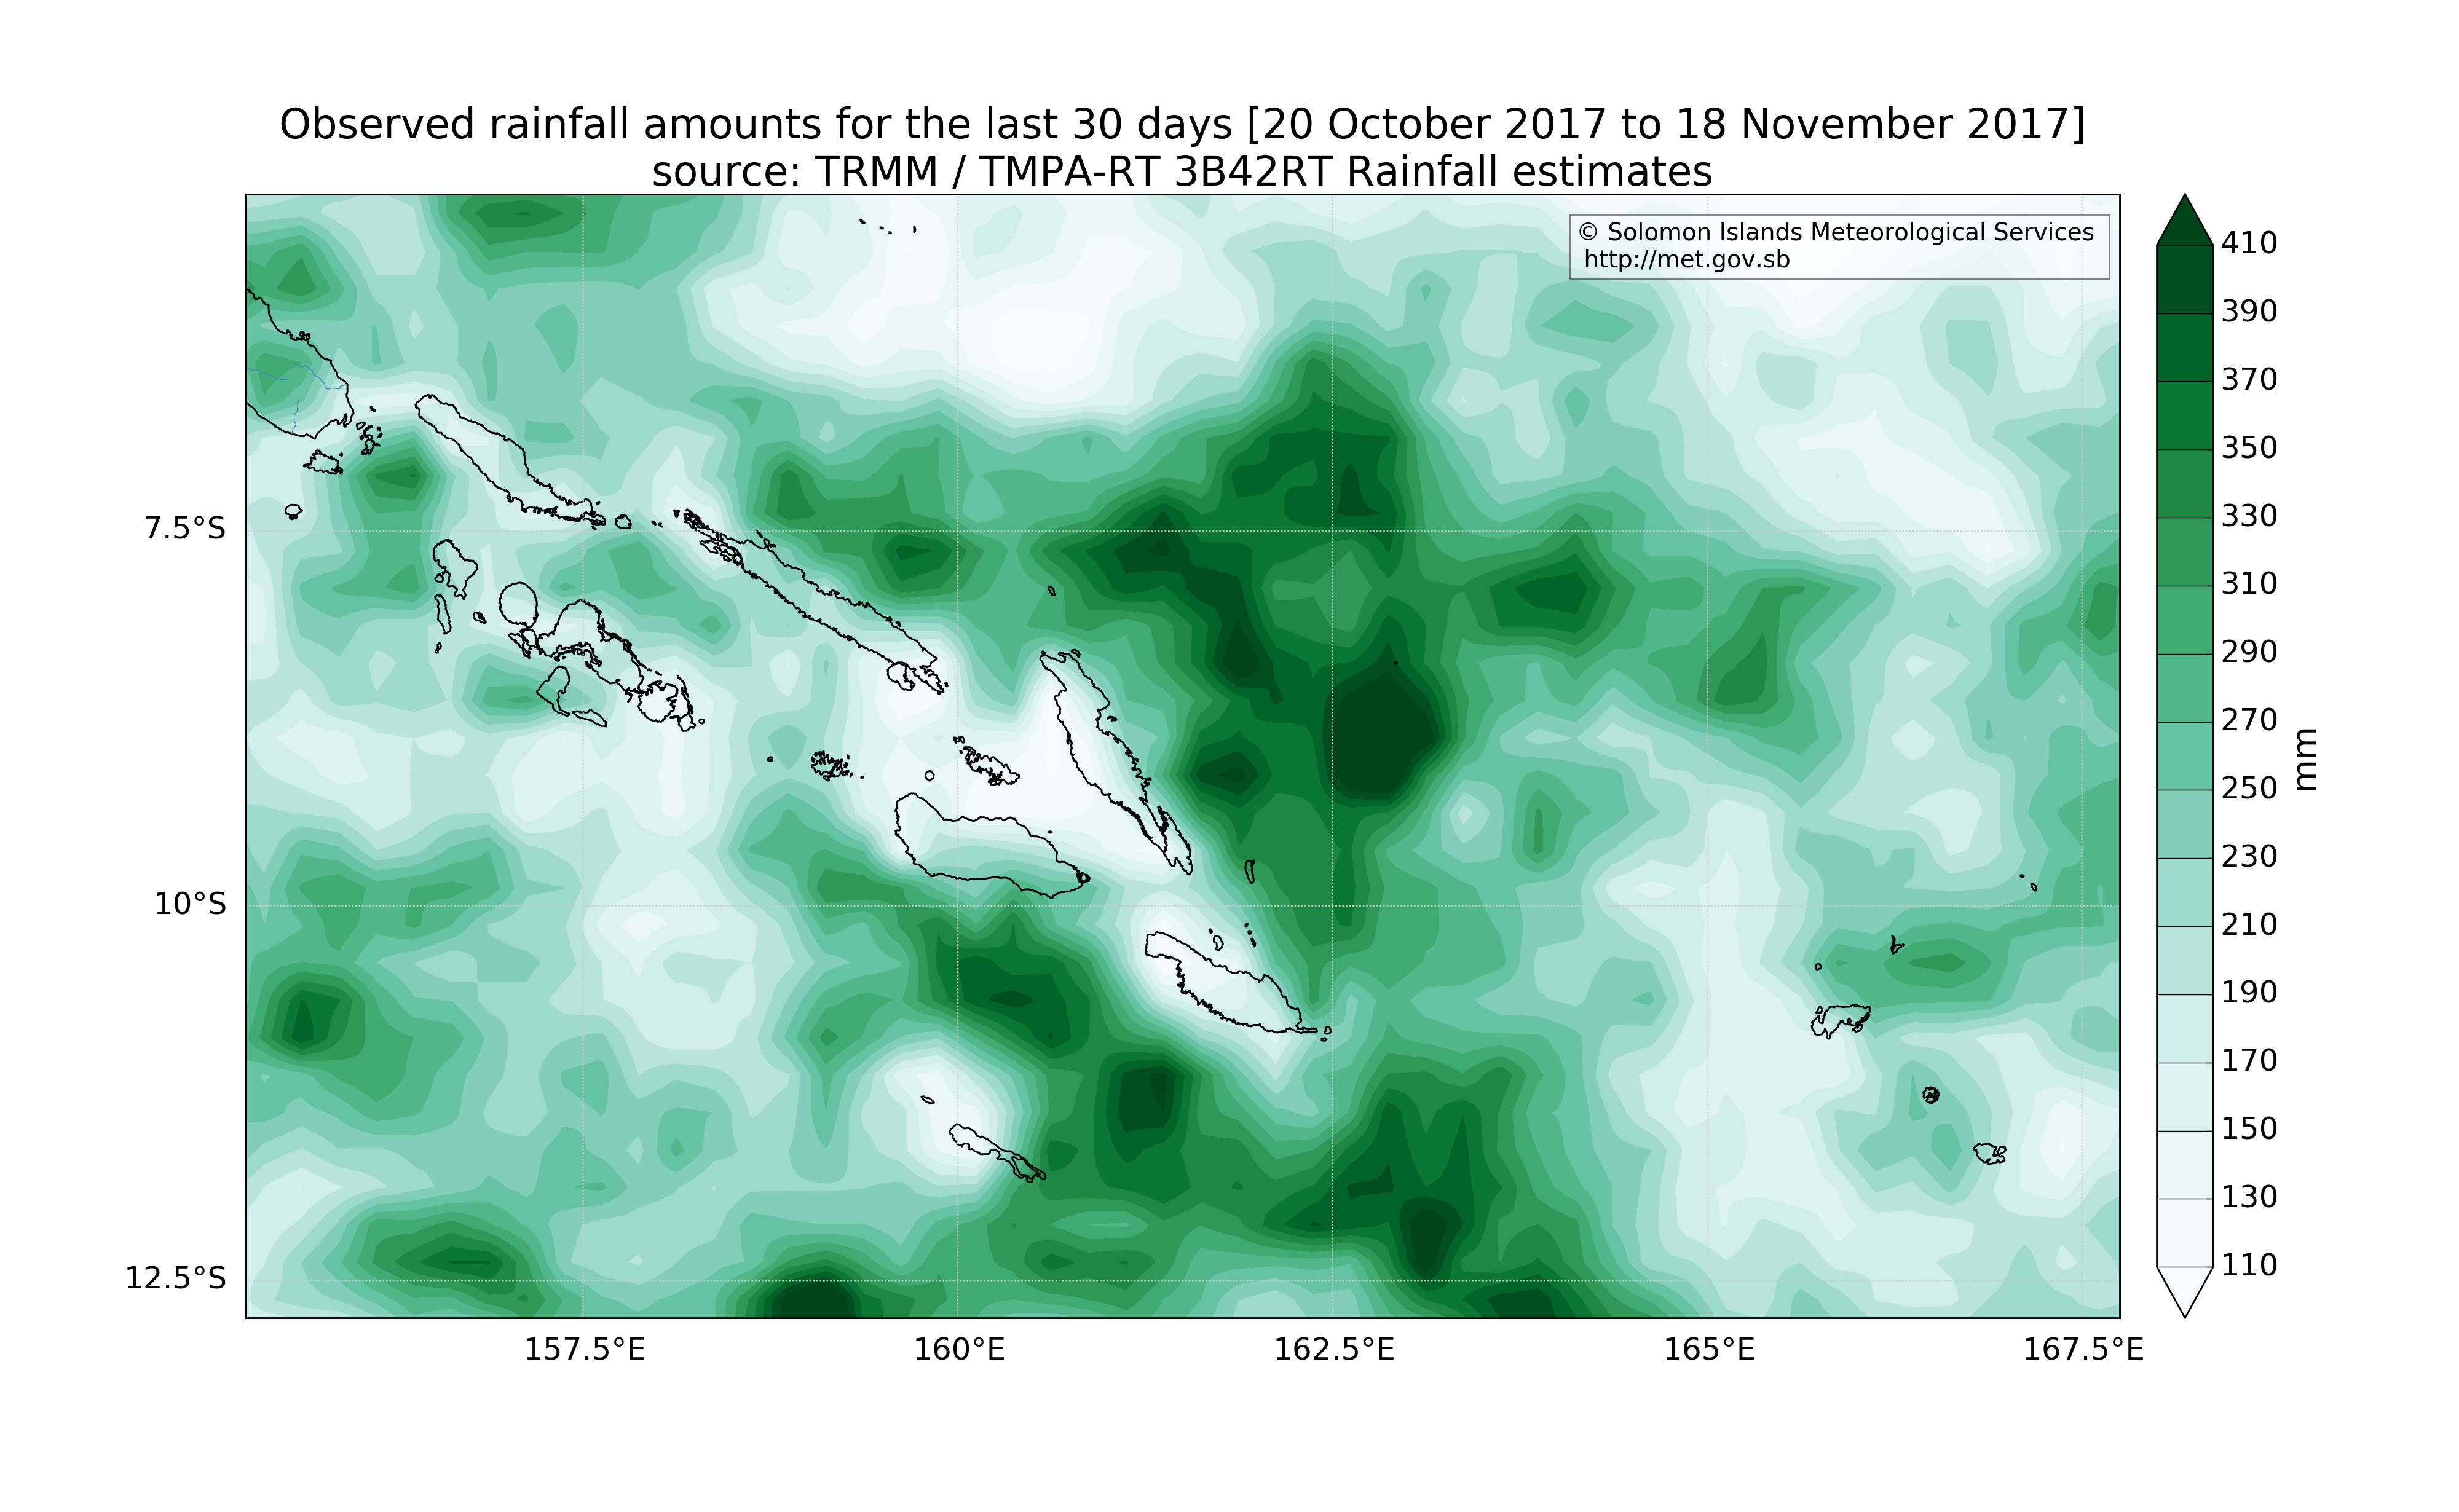 Observed rainfall amounts for the last 30 days [20 October 2017 to 18 November 2017]
source: TRMM / TMPA-RT 3B42RT Rainfall estimates
© Solomon Islands Meteorological Services
http://met.gov.sb
7.5°S
10°S
12.5°S
157.5°E
160°E
162.5°E
165°E
167.5°E
410
390
370
350
330
310
290
270
250
230
210
190
170
150
130
110
mm